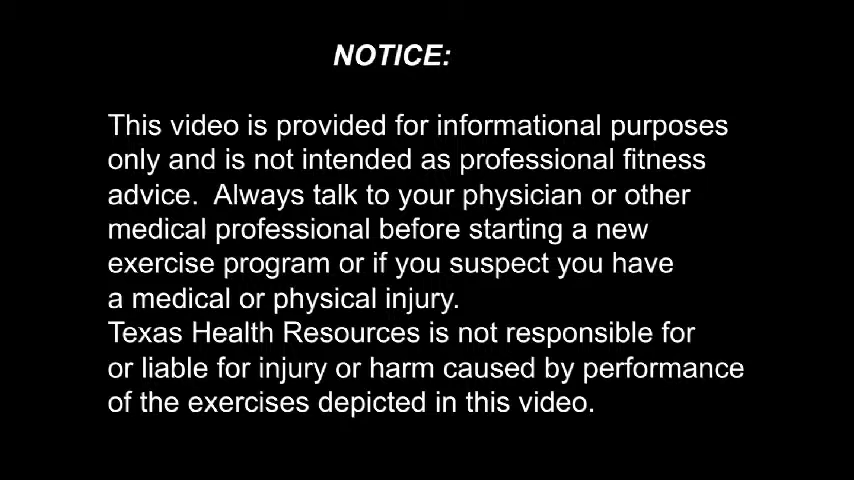 NOTICE:
This video is provided for informational purposes
only and is not intended as professional fitness
advice.  Always talk to your physician or other
medical professional before starting a new
exercise program or if you suspect you have
a medical or physical injury.
Texas Health Resources is not responsible for
or liable for injury or harm caused by performance
of the exercises depicted in this video.